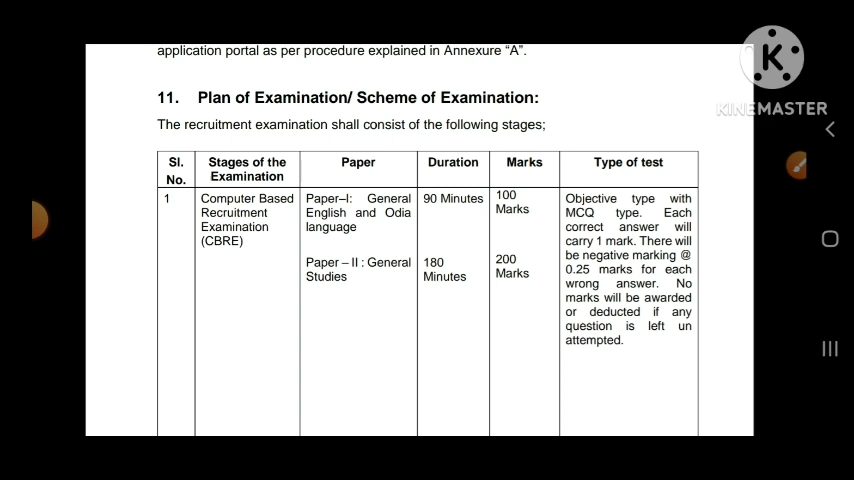 application portal as per procedure explained in Annexure “A”.
KINEMASTER
11. Plan of Examination/ Scheme of Examination:
The recruitment examination shall consist of the following stages;
Sl. No.
Stages of the Examination
Paper
Duration
Marks
Type of test
1
Computer Based
Recruitment
Examination
(CBRE)
Paper–I: General
English and Odia
language
90 Minutes
100
Marks
Paper – II : General
Studies
180
Minutes
200
Marks
Objective type with
MCQ type. Each
correct answer will
carry 1 mark. There will
be negative marking @
0.25 marks for each
wrong answer. No
marks will be awarded
or deducted if any
question is left un
attempted.